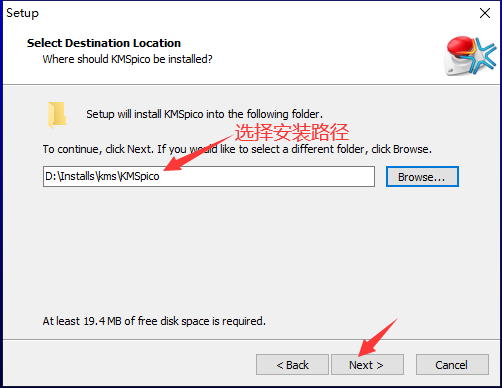 Setup
Select Destination Location
Where should KMSpico be installed?
Setup will install KMSpico into the following folder.
选择安装路径
To continue, click Next. If you would like to select a different folder, click Browse.
D:\Installs\kms\KMSpico
Browse...
At least 19.4 MB of free disk space is required.
< Back
Next >
Cancel